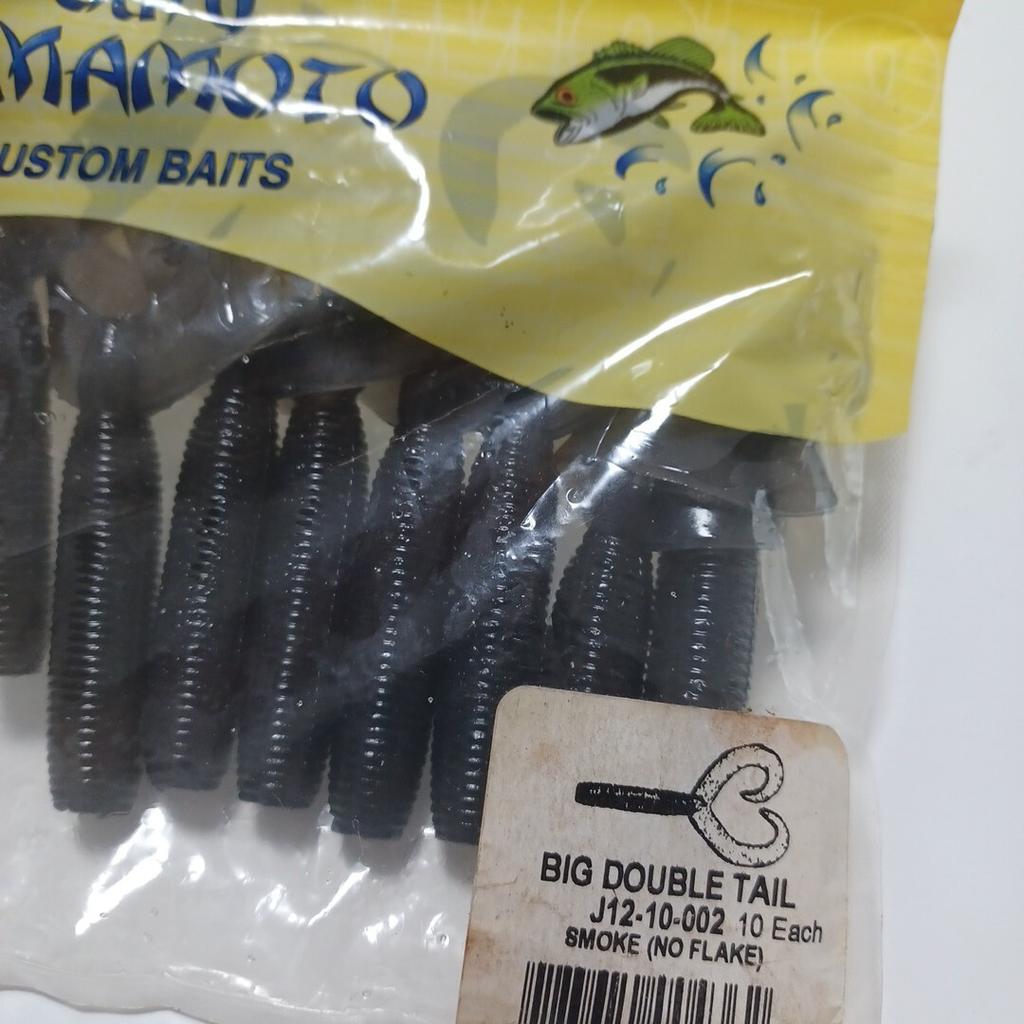 AMOTO
USTOM BAITS
BIG DOUBLE TAIL
J12-10-002 10 Each
SMOKE (NO FLAKE)